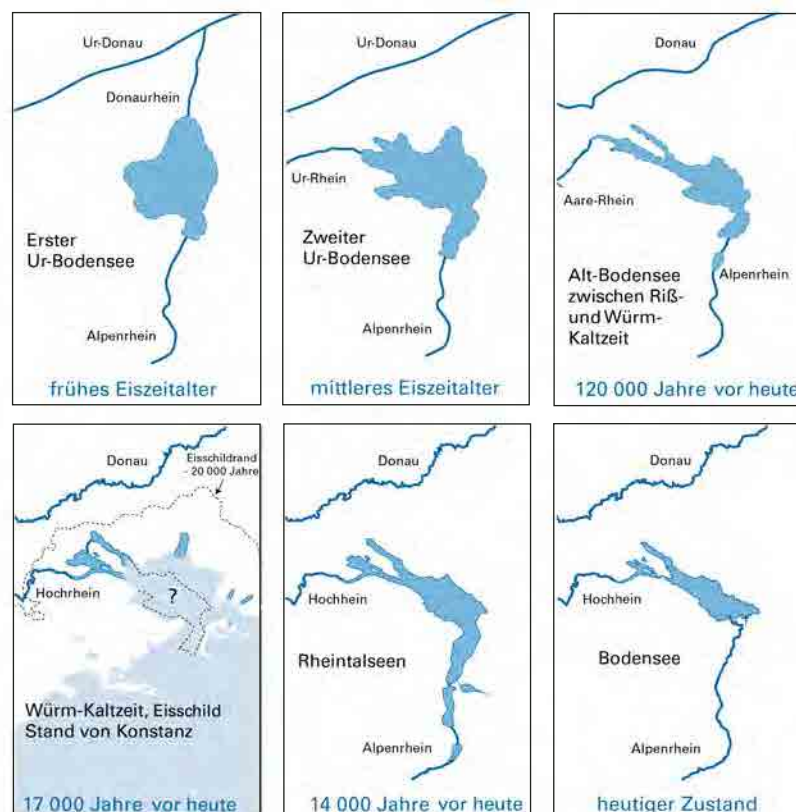 Ur-Donau
Donaurhein
Erster
Ur-Bodensee
Alpenrhein
frühes Eiszeitalter
Ur-Donau
Ur-Rhein
Zweiter
Ur-Bodensee
Alpenrhein
mittleres Eiszeitalter
Donau
Aare-Rhein
Alpenrhein
Alt-Bodensee
zwischen Riß-
und Würm-
Kaltzeit
120 000 Jahre vor heute
Donau
Eisschildrand
- 20 000 Jahre
Hochrhein
?
Würm-Kaltzeit, Eisschild
Stand von Konstanz
17 000 Jahre vor heute
Donau
Hochhein
Rheintalseen
Alpenrhein
14 000 Jahre vor heute
Donau
Hochhein
Bodensee
Alpenrhein
heutiger Zustand